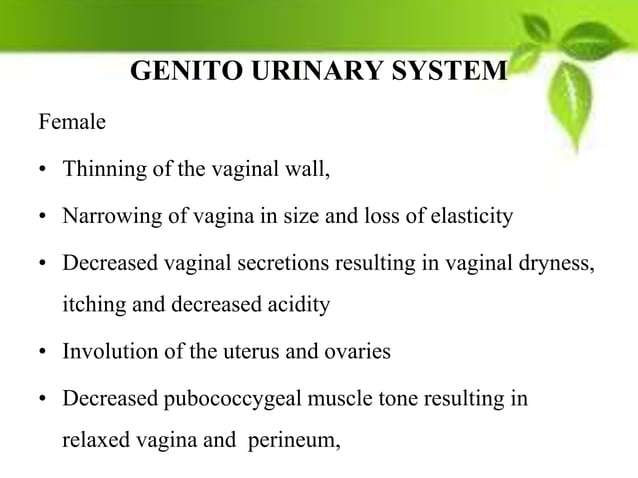 GENITO URINARY SYSTEM
Female
• Thinning of the vaginal wall,
• Narrowing of vagina in size and loss of elasticity
• Decreased vaginal secretions resulting in vaginal dryness,
itching and decreased acidity
• Involution of the uterus and ovaries
• Decreased pubococcygeal muscle tone resulting in
relaxed vagina and  perineum,